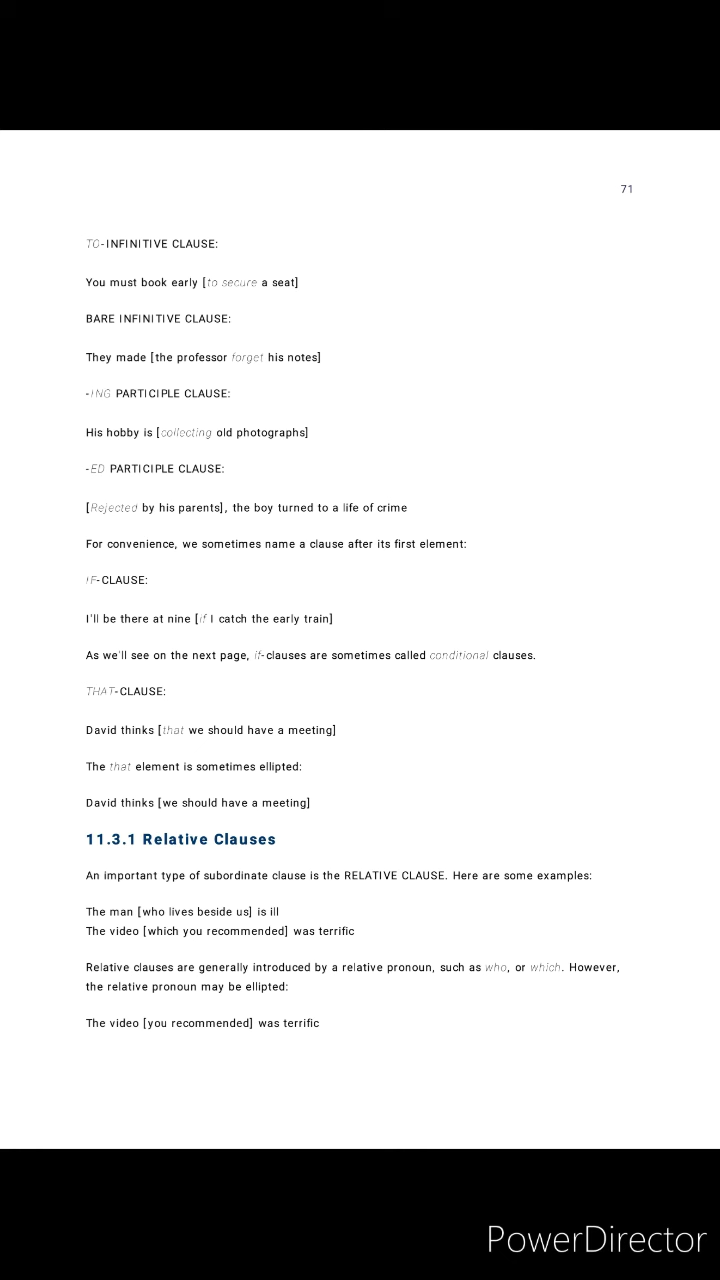 71
TO-INFINITIVE CLAUSE:
You must book early [to secure a seat]
BARE INFINITIVE CLAUSE:
They made [the professor forget his notes]
-ING PARTICIPLE CLAUSE:
His hobby is [collecting old photographs]
-ED PARTICIPLE CLAUSE:
[Rejected by his parents], the boy turned to a life of crime
For convenience, we sometimes name a clause after its first element:
IF-CLAUSE:
I'll be there at nine [if I catch the early train]
As we'll see on the next page, if-clauses are sometimes called conditional clauses.
THAT-CLAUSE:
David thinks [that we should have a meeting]
The that element is sometimes ellipted:
David thinks [we should have a meeting]
11.3.1 Relative Clauses
An important type of subordinate clause is the RELATIVE CLAUSE. Here are some examples:
The man [who lives beside us] is ill
The video [which you recommended] was terrific
Relative clauses are generally introduced by a relative pronoun, such as who, or which. However,
the relative pronoun may be ellipted:
The video [you recommended] was terrific
PowerDirector